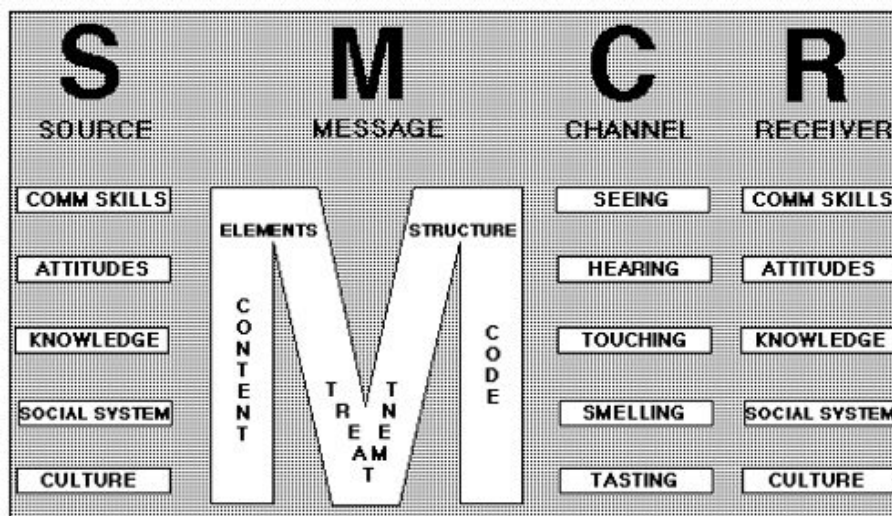 S M C R
SOURCE MESSAGE CHANNEL RECEIVER
COMM SKILLS
ATTITUDES
KNOWLEDGE
SOCIAL SYSTEM
CULTURE
ELEMENTS
STRUCTURE
CONTENT
TREATMENT
CODE
SEEING
HEARING
TOUCHING
SMELLING
TASTING
COMM SKILLS
ATTITUDES
KNOWLEDGE
SOCIAL SYSTEM
CULTURE